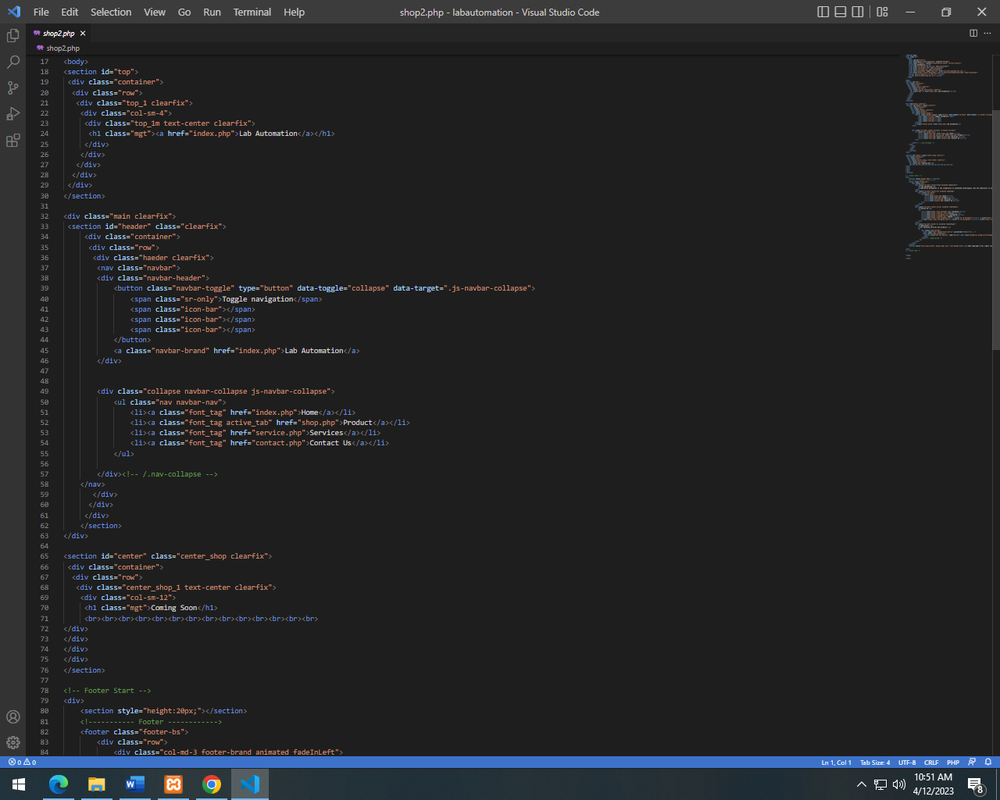 File Edit Selection View Go Run Terminal Help shop2.php - labautomation - Visual Studio Code
shop2.php
shop2.php
17 <body>
18 <section id="top">
19 <div class="container">
20 <div class="row">
21 <div class="top_1 clearfix">
22 <div class="col-sm-4">
23 <div class="top_1m text-center clearfix">
24 <h1 class="mgt"><a href="index.php">Lab Automation</a></h1>
25 </div>
26 </div>
27 </div>
28 </div>
29 </div>
30 </section>
31
32 <div class="main clearfix">
33 <section id="header" class="clearfix">
34 <div class="container">
35 <div class="row">
36 <div class="haeder clearfix">
37 <nav class="navbar">
38 <div class="navbar-header">
39 <button class="navbar-toggle" type="button" data-toggle="collapse" data-target=".js-navbar-collapse">
40 <span class="sr-only">Toggle navigation</span>
41 <span class="icon-bar"></span>
42 <span class="icon-bar"></span>
43 <span class="icon-bar"></span>
44 </button>
45 <a class="navbar-brand" href="index.php">Lab Automation</a>
46 </div>
47
48
49 <div class="collapse navbar-collapse js-navbar-collapse">
50 <ul class="nav navbar-nav">
51 <li><a class="font_tag" href="index.php">Home</a></li>
52 <li><a class="font_tag active_tab" href="shop.php">Product</a></li>
53 <li><a class="font_tag" href="service.php">Services</a></li>
54 <li><a class="font_tag" href="contact.php">Contact Us</a></li>
55 </ul>
56
57 </div><!-- /.nav-collapse -->
58 </nav>
59 </div>
60 </div>
61 </div>
62 </section>
63 </div>
64
65 <section id="center" class="center_shop clearfix">
66 <div class="container">
67 <div class="row">
68 <div class="center_shop_1 text-center clearfix">
69 <div class="col-sm-12">
70 <h1 class="mgt">Coming Soon</h1>
71 <br><br><br><br><br><br><br><br><br><br><br><br><br><br>
72 </div>
73 </div>
74 </div>
75 </div>
76 </section>
77
78 <!-- Footer Start -->
79 <div>
80 <section style="height:20px;"></section>
81 <!----------- Footer ------------>
82 <footer class="footer-bs">
83 <div class="row">
84 <div class="col-md-3 footer-brand animated fadeInLeft">
0 0 Ln 1, Col 1 Tab Size: 4 UTF-8 CRLF PHP
10:51 AM
4/12/2023
8